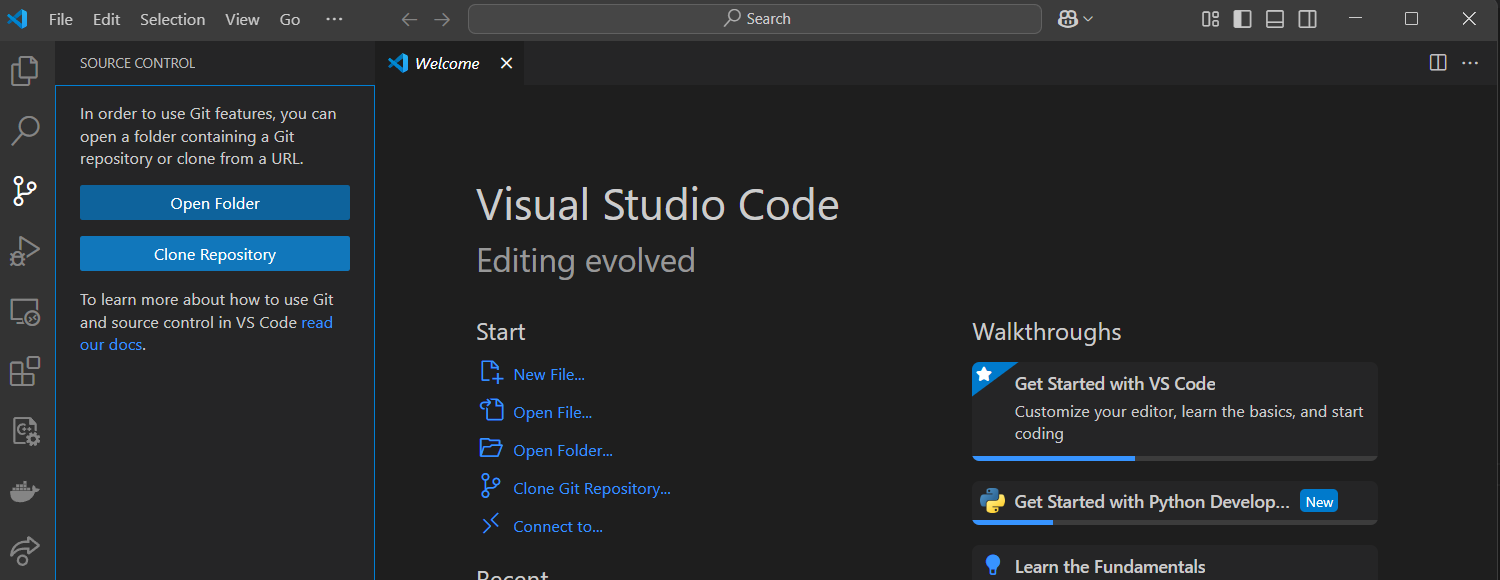 File Edit Selection View Go ···
Search
SOURCE CONTROL
Welcome
In order to use Git features, you can
open a folder containing a Git
repository or clone from a URL.
Open Folder
Clone Repository
To learn more about how to use Git
and source control in VS Code read
our docs.
Visual Studio Code
Editing evolved
Start
New File...
Open File...
Open Folder...
Clone Git Repository...
Connect to...
Recent
Walkthroughs
Get Started with VS Code
Customize your editor, learn the basics, and start
coding
Get Started with Python Develop... New
Learn the Fundamentals